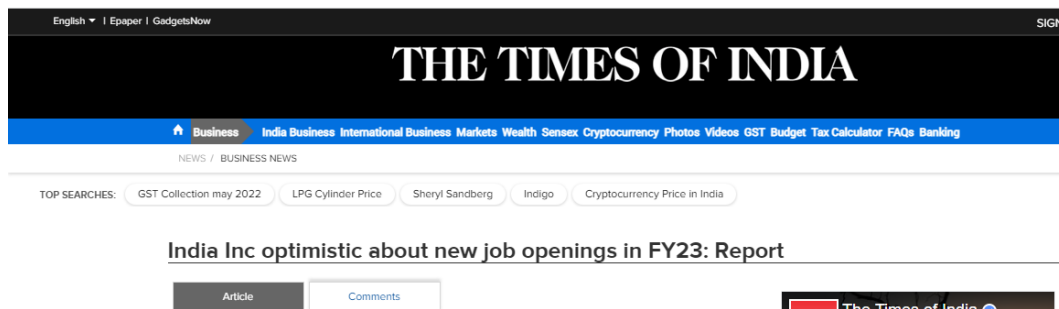 English | Epaper | GadgetsNow
SIGN
THE TIMES OF INDIA
Business India Business International Business Markets Wealth Sensex Cryptocurrency Photos Videos GST Budget Tax Calculator FAQs Banking
NEWS / BUSINESS NEWS
TOP SEARCHES: GST Collection may 2022 LPG Cylinder Price Sheryl Sandberg Indigo Cryptocurrency Price in India
India Inc optimistic about new job openings in FY23: Report
Article Comments
The Times of India